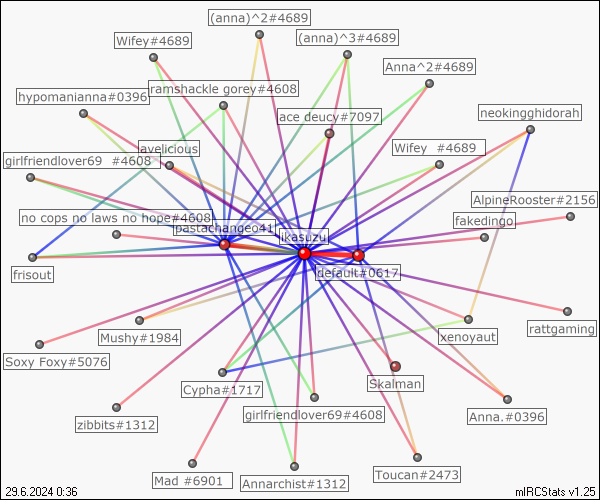 (anna)^2#4689
Wifey#4689
(anna)^3#4689
Anna^2#4689
hypomanianna#0396
ramshackle gorey#4608
ace deucy#7097
neokingghidorah
girlfriendlover69 #4608
avelicious
Wifey #4689
AlpineRooster#2156
no cops no laws no hope#4608
pastachangeo41
ikasuzu
fakedingo
frisout
default#0617
Mushy#1984
xenoyaut
rattgaming
Soxy Foxy#5076
Cypha#1717
Skalman
girlfriendlover69#4608
Anna.#0396
zibbits#1312
Mad #6901
Annarchist#1312
Toucan#2473
29.6.2024 0:36
mIRCStats v1.25